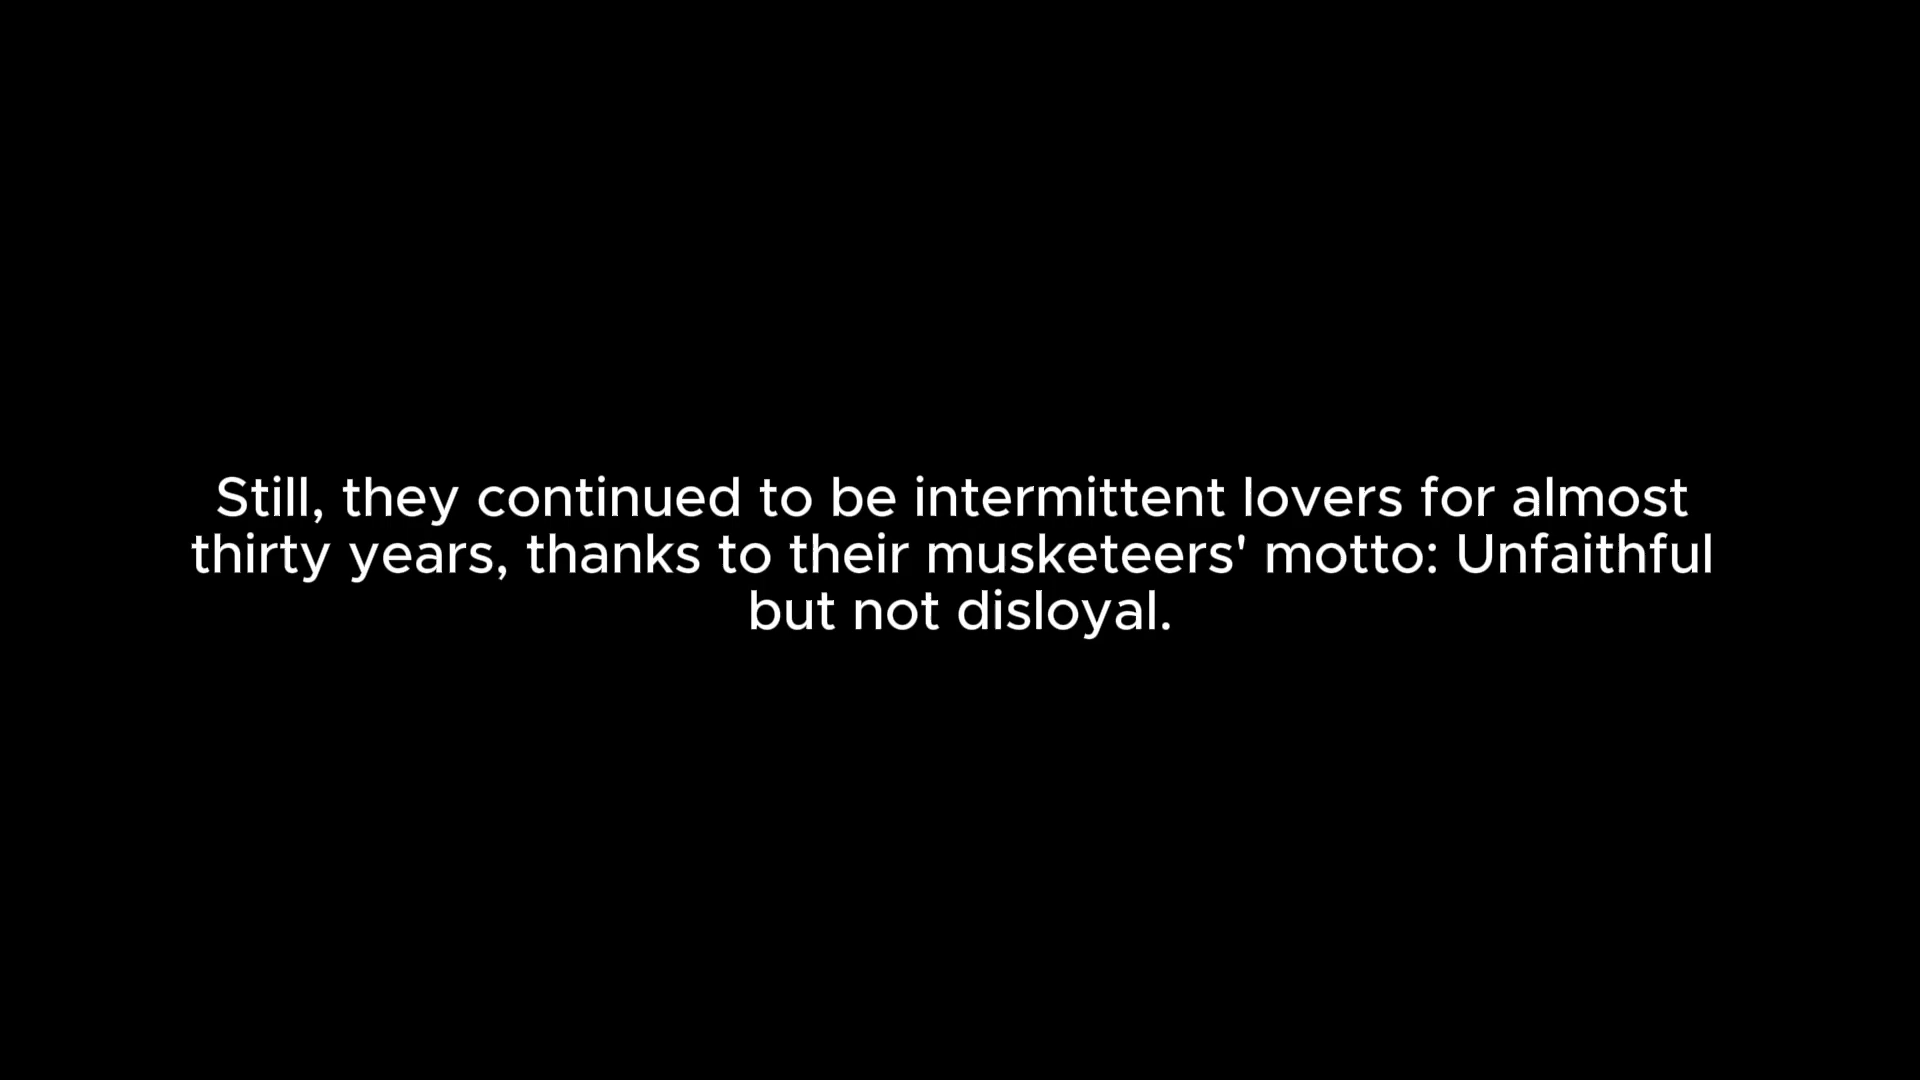 Still, they continued to be intermittent lovers for almost
thirty years, thanks to their musketeers' motto: Unfaithful
but not disloyal.